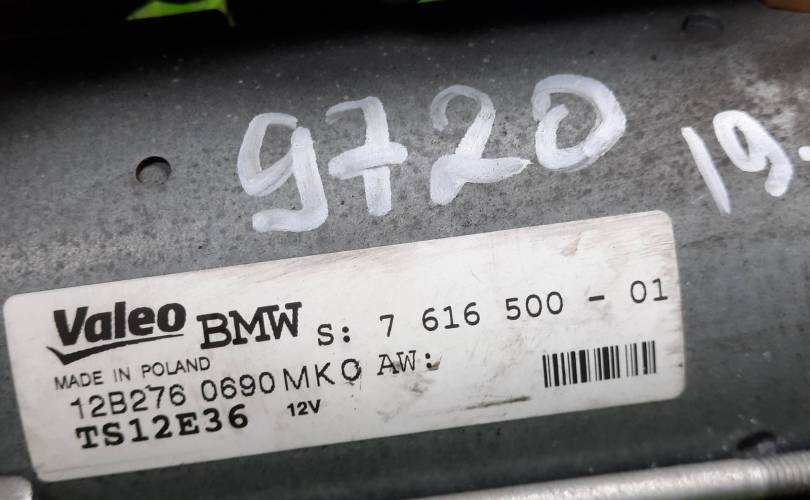 9720
19.
Valeo BMW S: 7 616 500 - 01
MADE IN POLAND
12B276 0690MKO AW:
TS12E36 12V